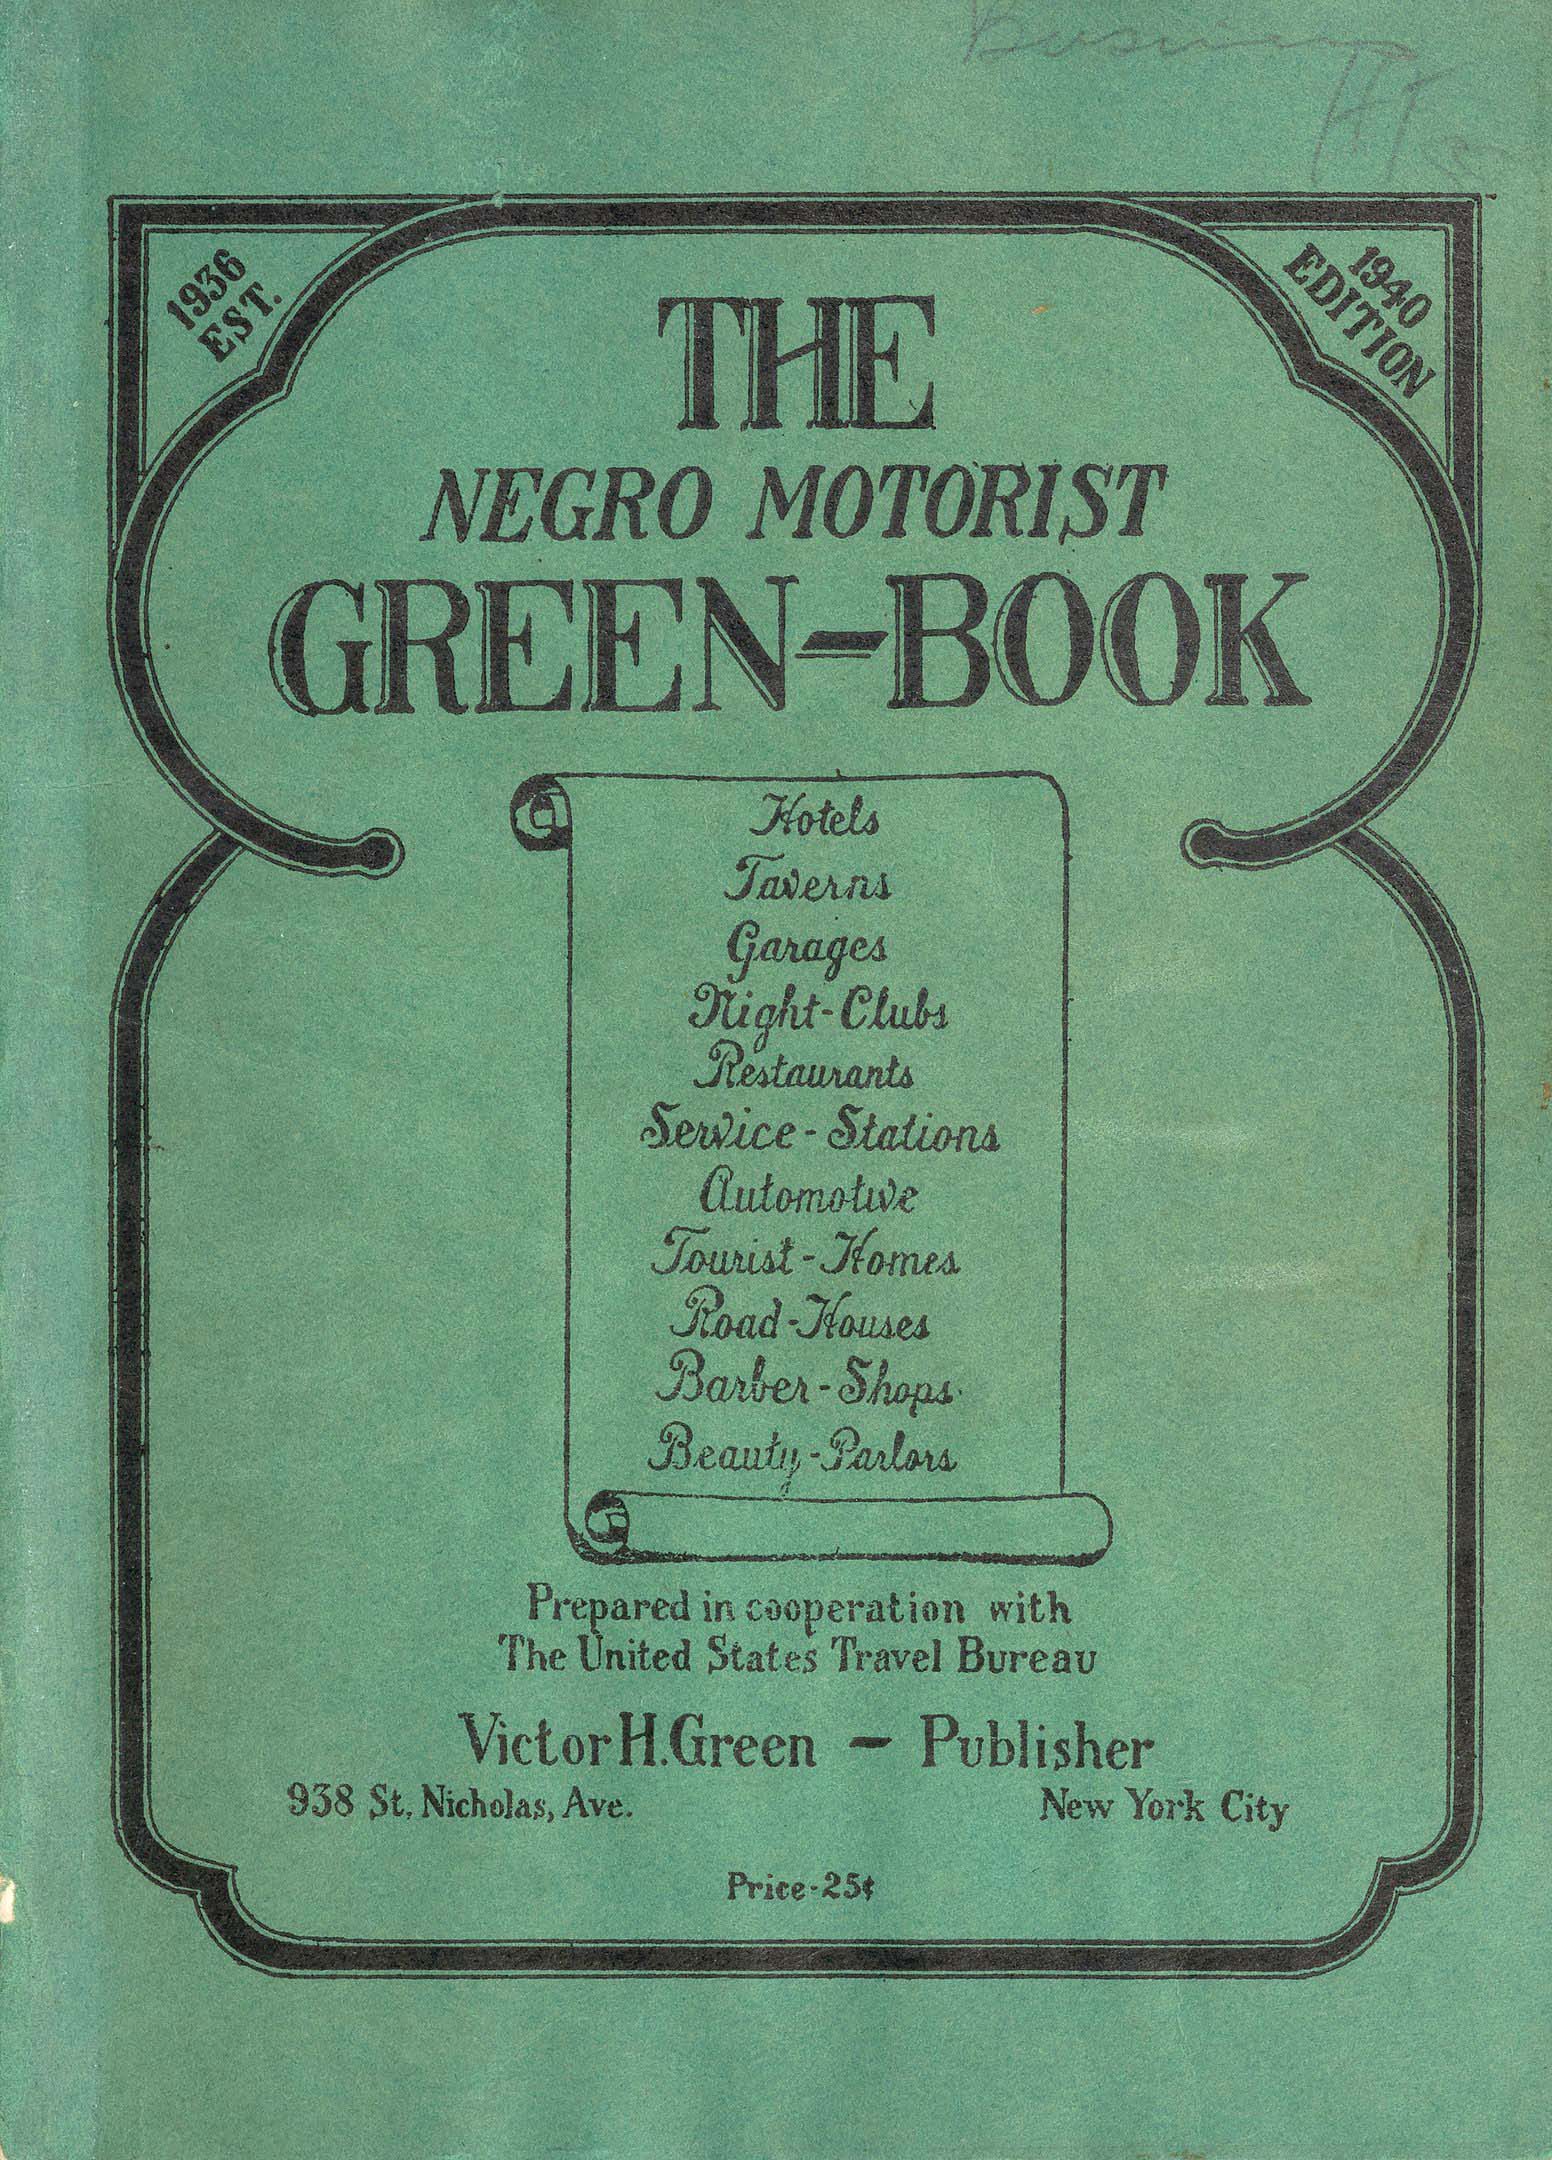 Business
1936
EST.
1940
EDITION
THE
NEGRO MOTORIST
GREEN-BOOK
Hotels
Taverns
Garages
Night-Clubs
Restaurants
Service-Stations
Automotive
Tourist-Homes
Road-Houses
Barber-Shops
Beauty-Parlors
Prepared in cooperation with
The United States Travel Bureau
Victor H. Green - Publisher
938 St. Nicholas, Ave. New York City
Price-25¢